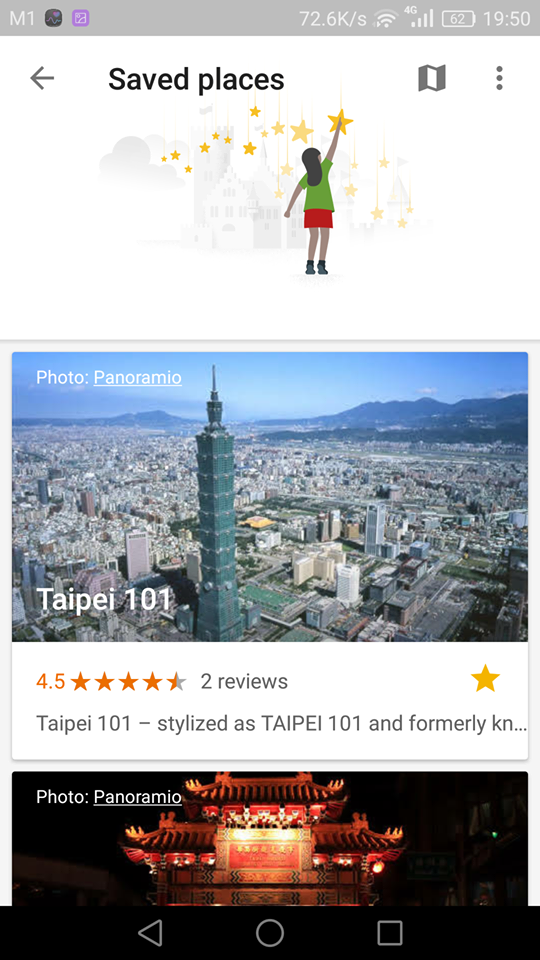 M1 72.6K/s 4G 62 19:50
Saved places
Photo: Panoramio
Taipei 101
4.5 2 reviews
Taipei 101 – stylized as TAIPEI 101 and formerly kn...
Photo: Panoramio